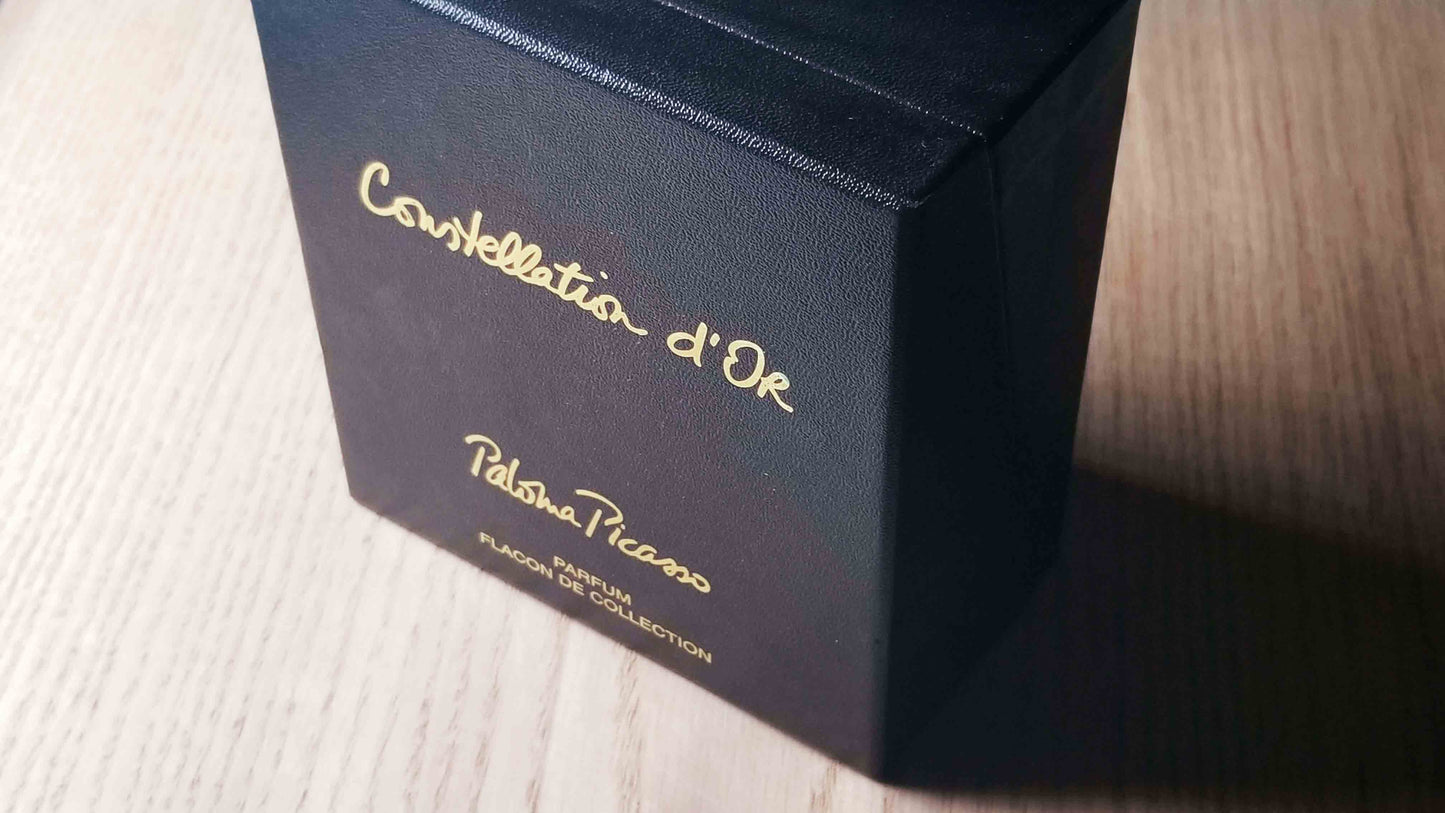 Constellation d'Or
Paloma Picasso
PARFUM
FLACON DE COLLECTION